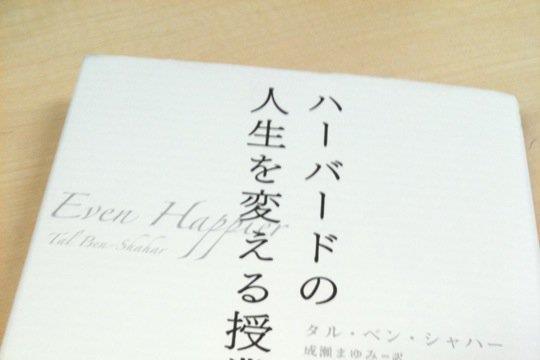 ハーバードの
人生を変える授
Even Happier
Tal Ben-Shahar
タル・ベン・シャハー
成瀬まゆみ=訳